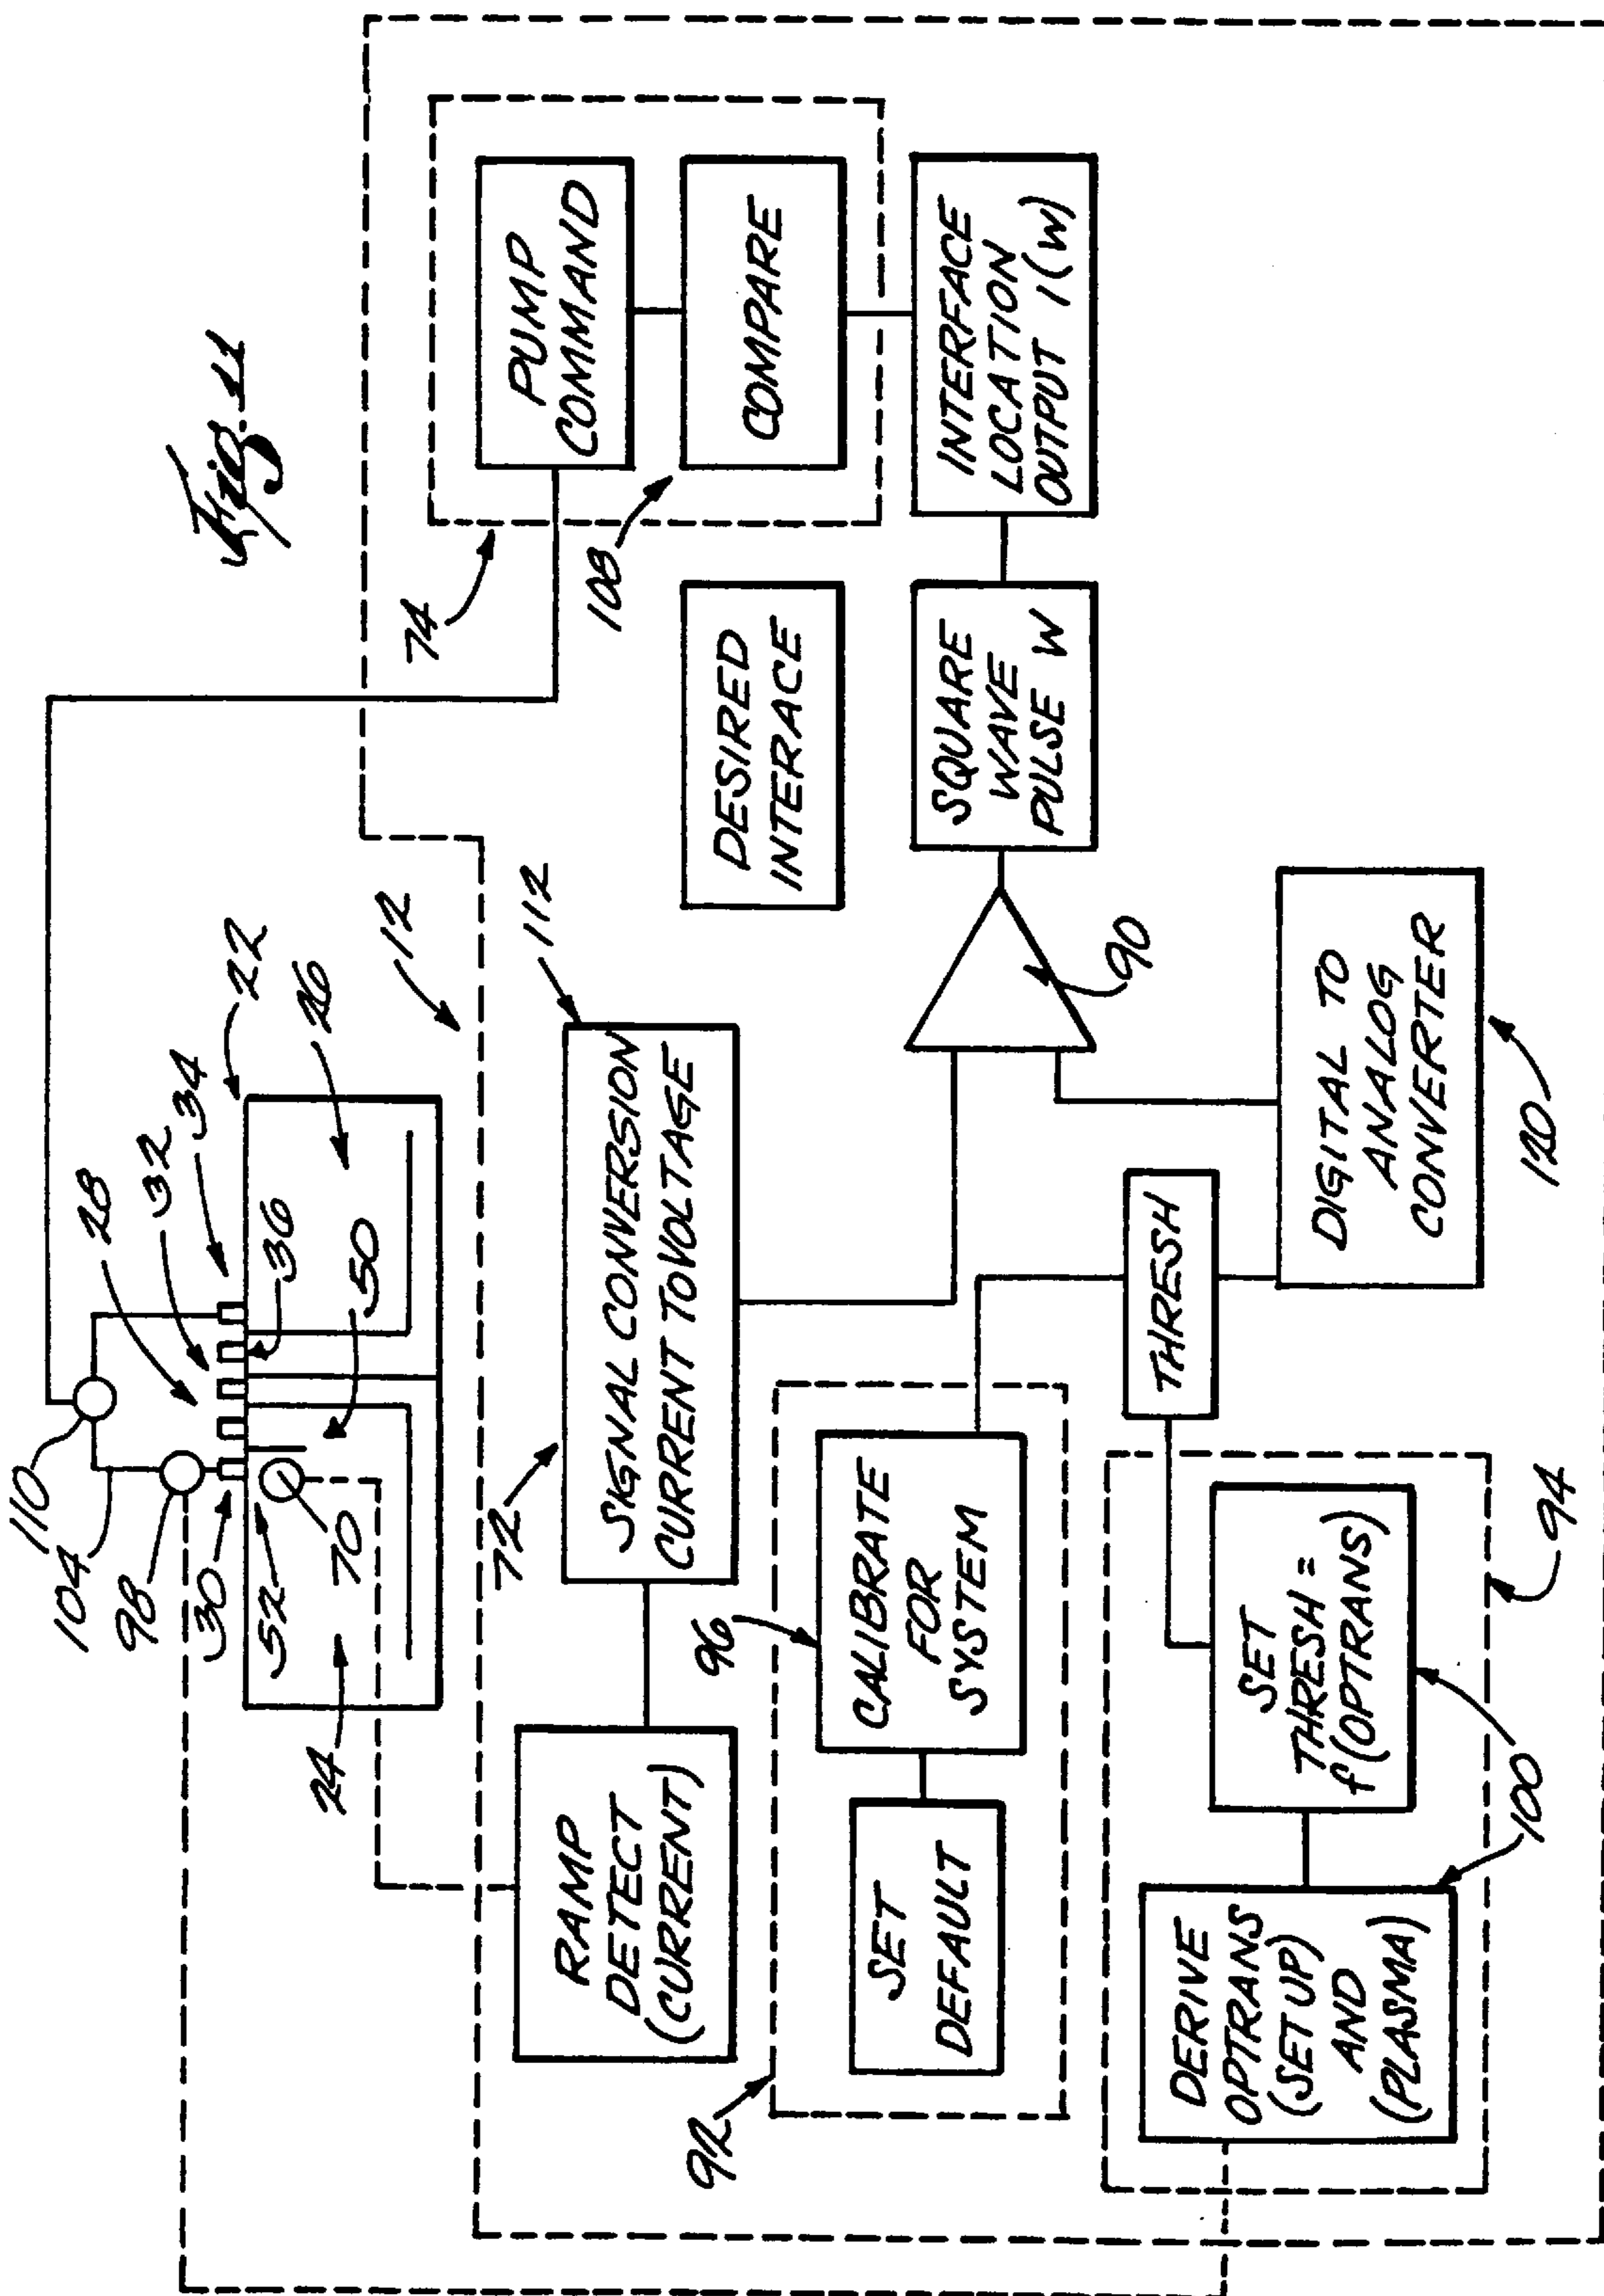 Fig. 11
110
104
98
30
52
70
24
28
32
34
36
50
22
26
12
74
108
PUMP
COMMAND
COMPARE
INTERFACE
LOCATION
OUTPUT 1(W)
DESIRED
INTERACE
SQUARE
WAVE
PULSE W
90
72
112
SIGNAL CONVERSION
CURRENT TO VOLTAGE
RAMP
DETECT
(CURRENT)
92
96
SET
DEFAULT
CALIBRATE
FOR
SYSTEM
THRESH
DIGITAL TO
ANALOG
CONVERTER
120
DERIVE
OPTRANS
(SET UP)
AND
(PLASMA)
SET
THRESH =
f(OPTRANS)
100
94